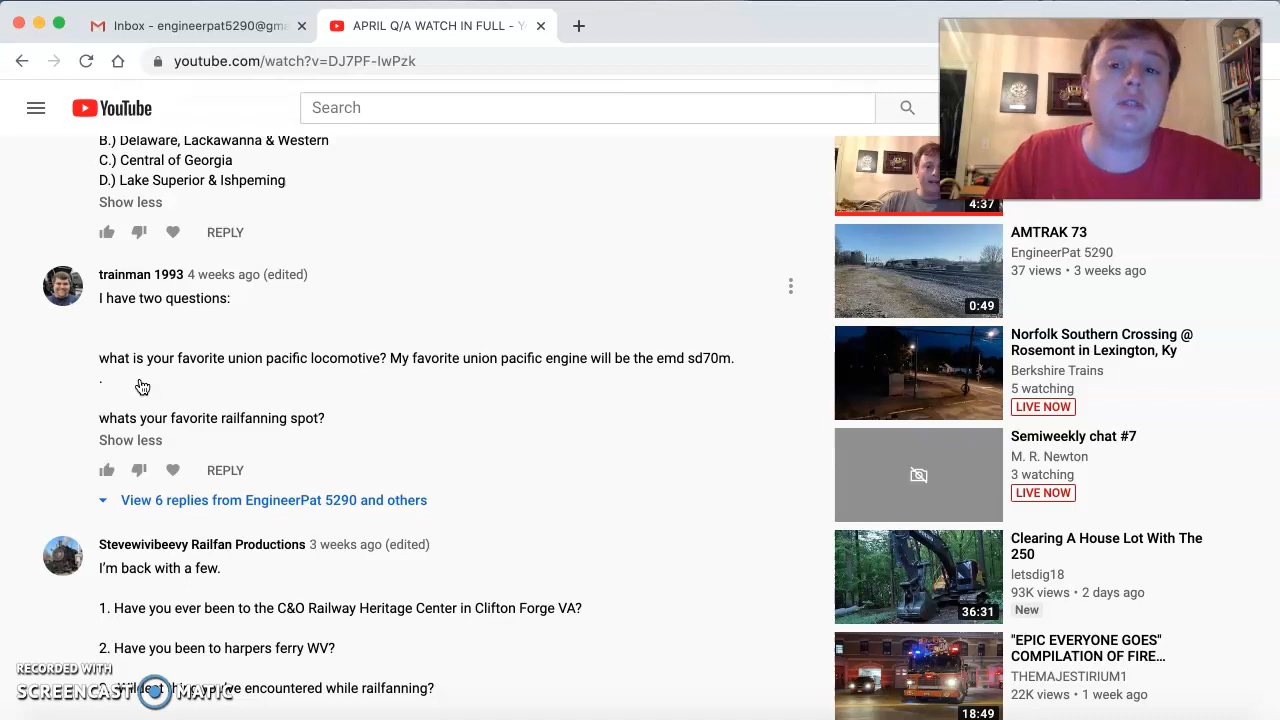 Inbox - engineerpat5290@gm
APRIL Q/A WATCH IN FULL - Y
youtube.com/watch?v=DJ7PF-IwPzk
YouTube
Search
B.) Delaware, Lackawanna & Western
C.) Central of Georgia
D.) Lake Superior & Ishpeming
Show less
REPLY
trainman 1993 4 weeks ago (edited)
I have two questions:
what is your favorite union pacific locomotive? My favorite union pacific engine will be the emd sd70m.
.
whats your favorite railfanning spot?
Show less
REPLY
View 6 replies from EngineerPat 5290 and others
Stevewivibeevy Railfan Productions 3 weeks ago (edited)
I'm back with a few.
1. Have you ever been to the C&O Railway Heritage Center in Clifton Forge VA?
2. Have you been to harpers ferry WV?
encountered while railfanning?
RECORDED WITH
SCREENCAST MATIC
4:37
AMTRAK 73
EngineerPat 5290
37 views • 3 weeks ago
0:49
Norfolk Southern Crossing @
Rosemont in Lexington, Ky
Berkshire Trains
5 watching
LIVE NOW
Semiweekly chat #7
M. R. Newton
3 watching
LIVE NOW
Clearing A House Lot With The
250
letsdig18
93K views • 2 days ago
New
36:31
"EPIC EVERYONE GOES"
COMPILATION OF FIRE...
THEMAJESTIRIUM1
22K views • 1 week ago
18:49